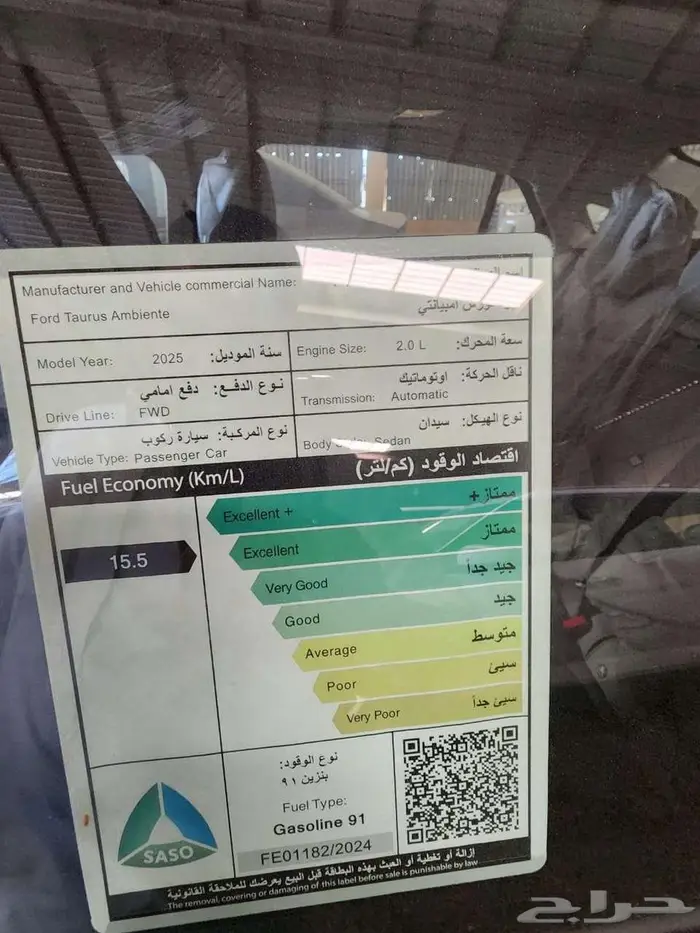 Manufacturer and Vehicle commercial Name:
Ford Taurus Ambiente
امبيانتي
Model Year: 2025 سنة الموديل:
Engine Size: 2.0 L سعة المحرك:
Drive Line: FWD دفع امامي نوع الدفع:
Transmission: Automatic اوتوماتيك ناقل الحركة:
Vehicle Type: Passenger Car سيارة ركوب نوع المركبة:
Body Sedan سيدان نوع الهيكل:
Fuel Economy (Km/L) اقتصاد الوقود (كم/لتر)
Excellent + ممتاز+
15.5
Excellent ممتاز
Very Good جيد جداً
Good جيد
Average متوسط
Poor سيئ
Very Poor سيئ جداً
نوع الوقود:
بنزين ٩١
Fuel Type:
Gasoline 91
FE01182/2024
SASO
إزالة أو تغطية أو العبث بهذه البطاقة قبل البيع يعرضك للملاحقة القانونية
The removal, covering or damaging of this label before sale is punishable by law
حراج